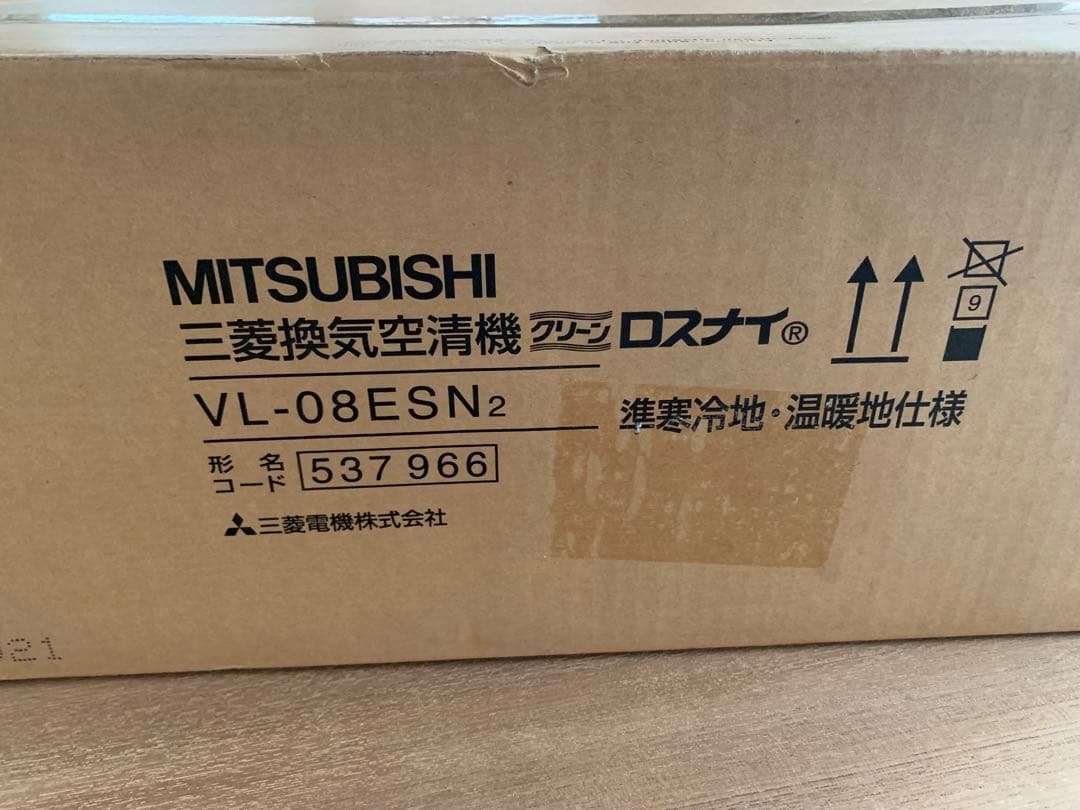 MITSUBISHI
三菱換気空清機 クリーン ロスナイ®
VL-08ESN2
準寒冷地・温暖地仕様
形名コード 537 966
三菱電機株式会社
9
21